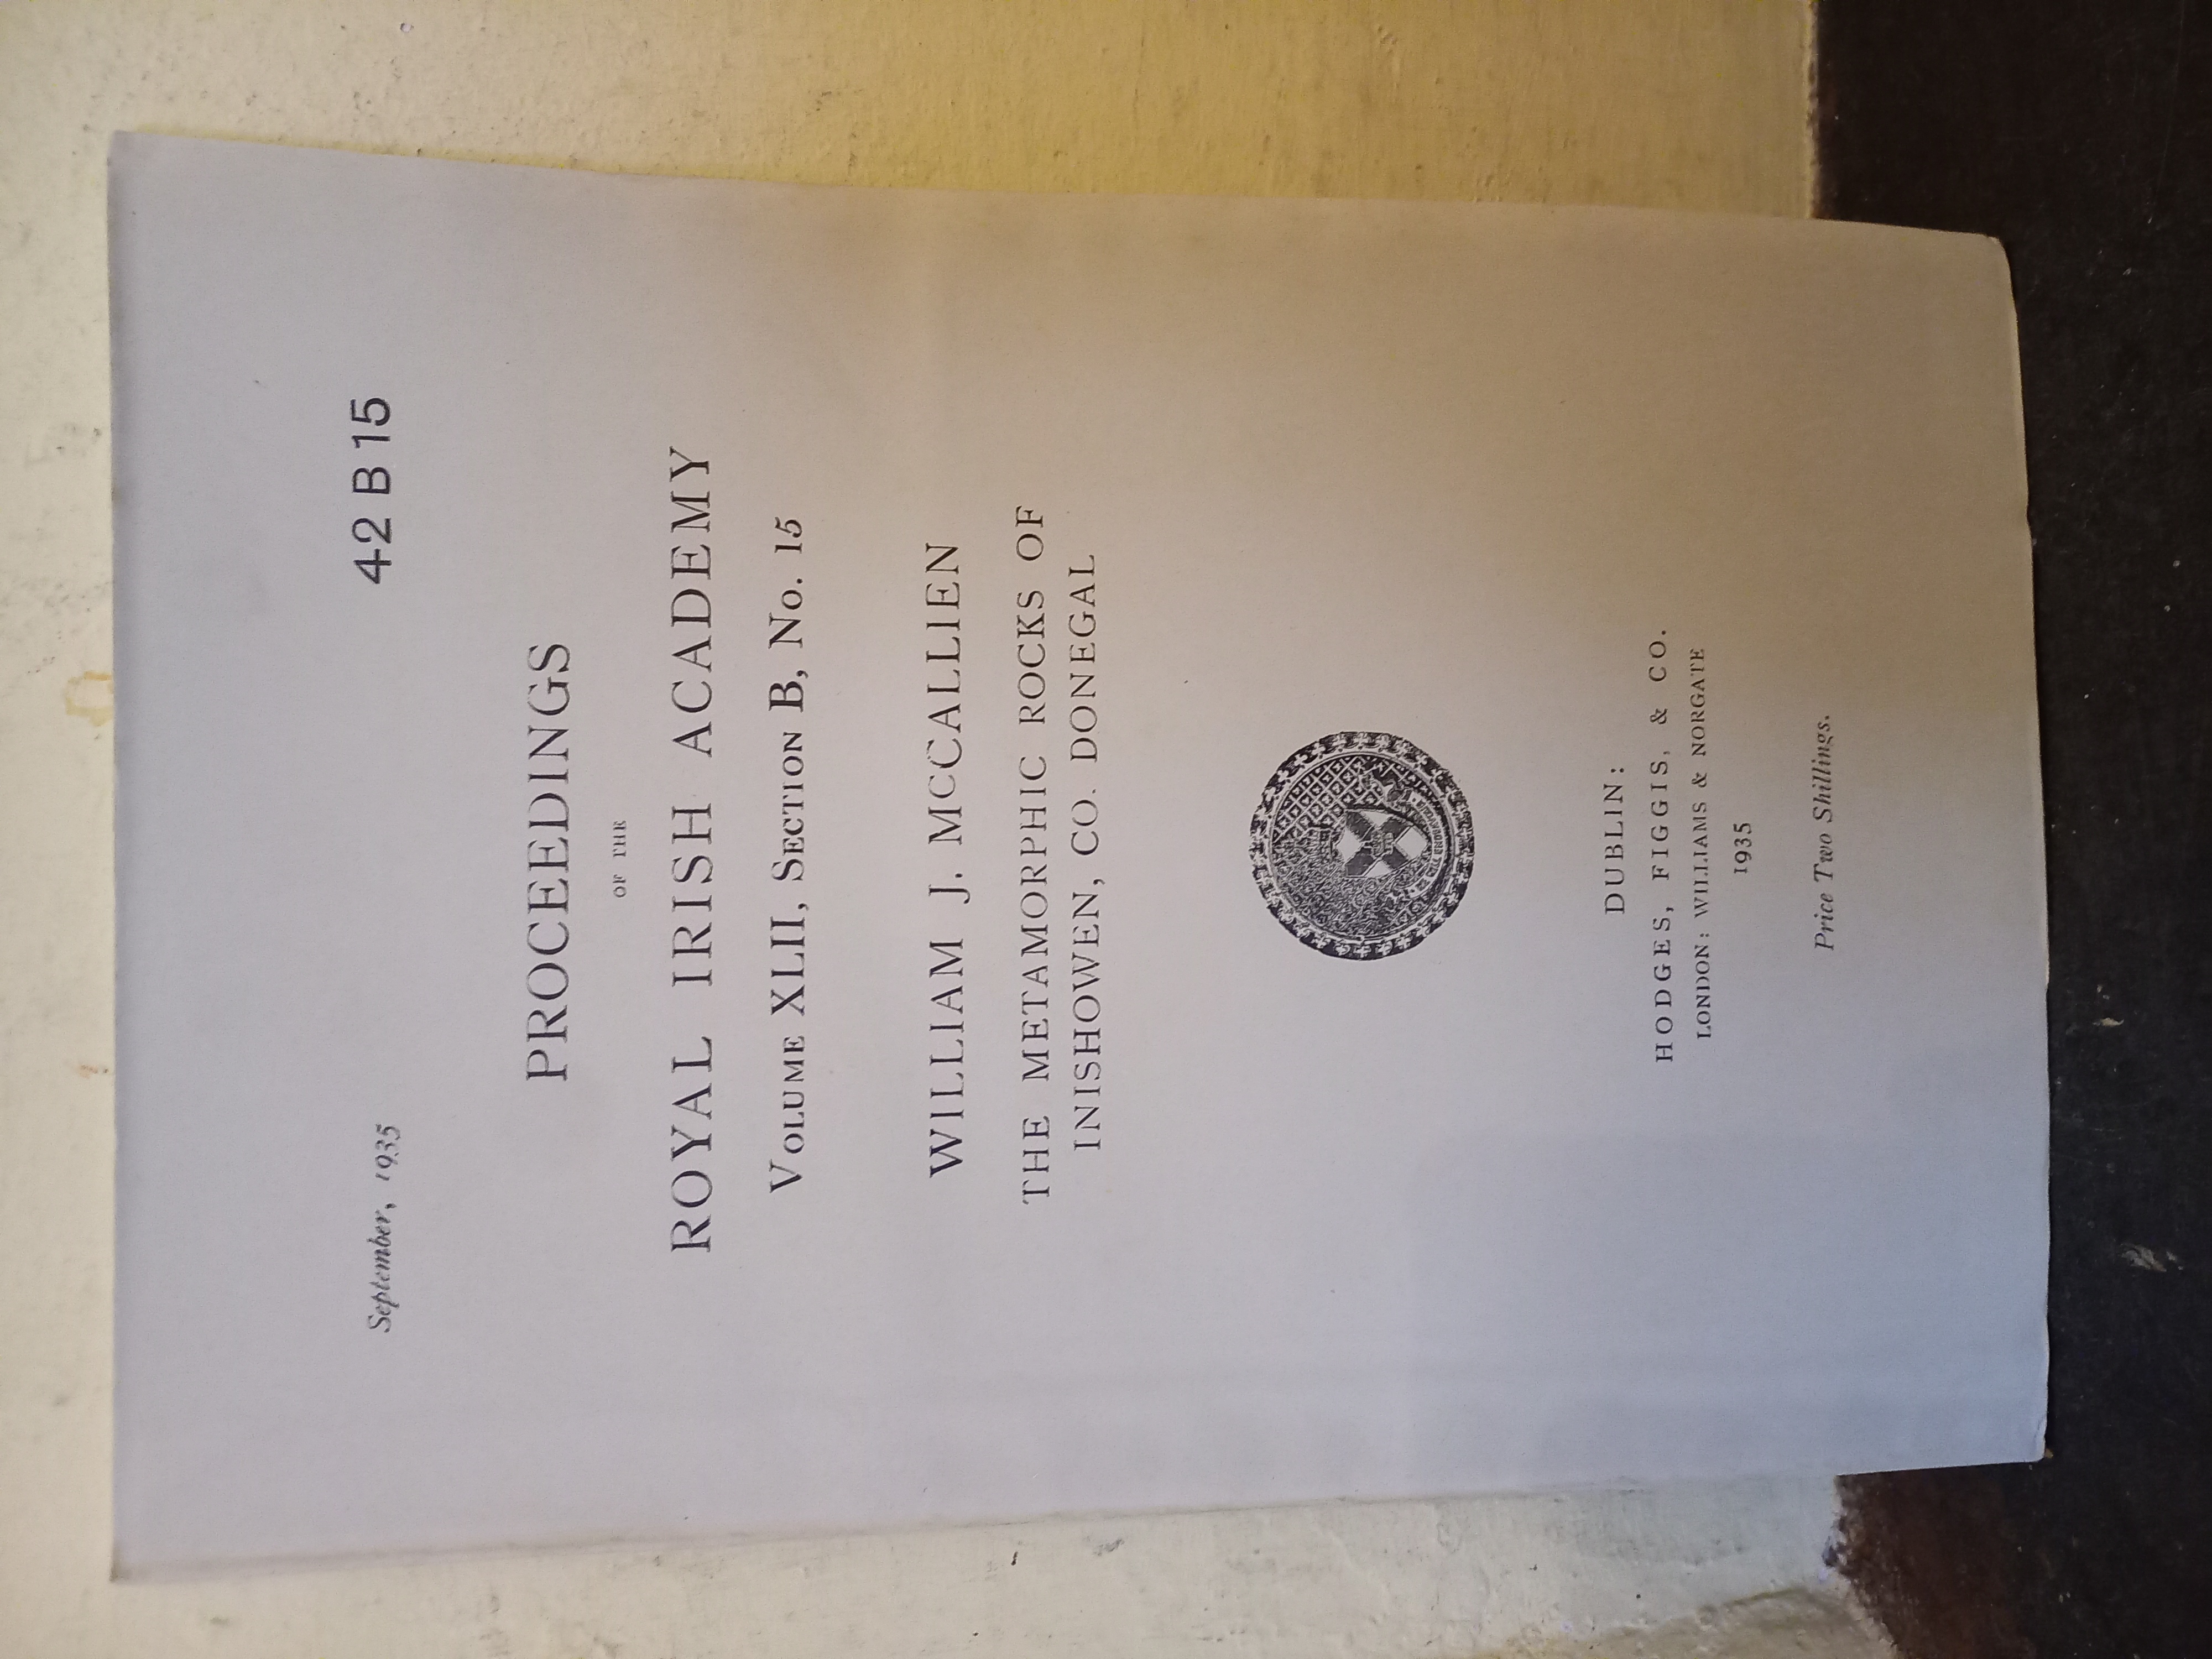 September, 1935
42 B 15
PROCEEDINGS
OF THE
ROYAL IRISH ACADEMY
VOLUME XLII, SECTION B, No. 15
WILLIAM J. MCCALLIEN
THE METAMORPHIC ROCKS OF
INISHOWEN, CO. DONEGAL
DUBLIN:
HODGES, FIGGIS, & CO.
LONDON: WILLIAMS & NORGATE
1935
Price Two Shillings.